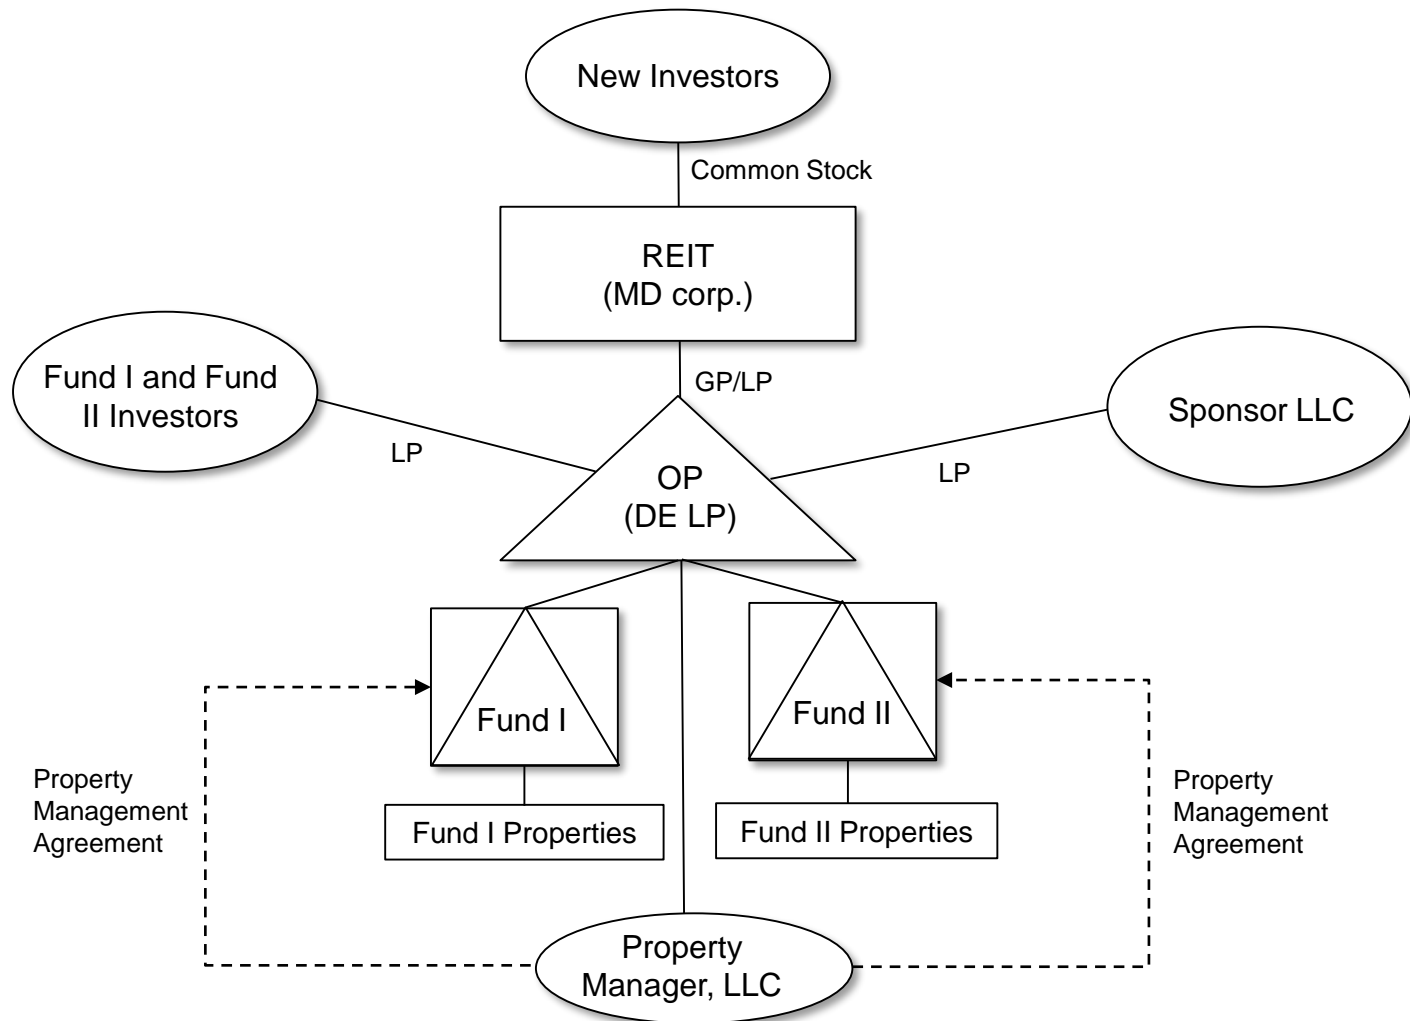 New Investors
Common Stock
REIT
(MD corp.)
GP/LP
Fund I and Fund
II Investors
LP
OP
(DE LP)
LP
Sponsor LLC
Fund I
Fund II
Property
Management
Agreement
Fund I Properties
Fund II Properties
Property
Management
Agreement
Property
Manager, LLC